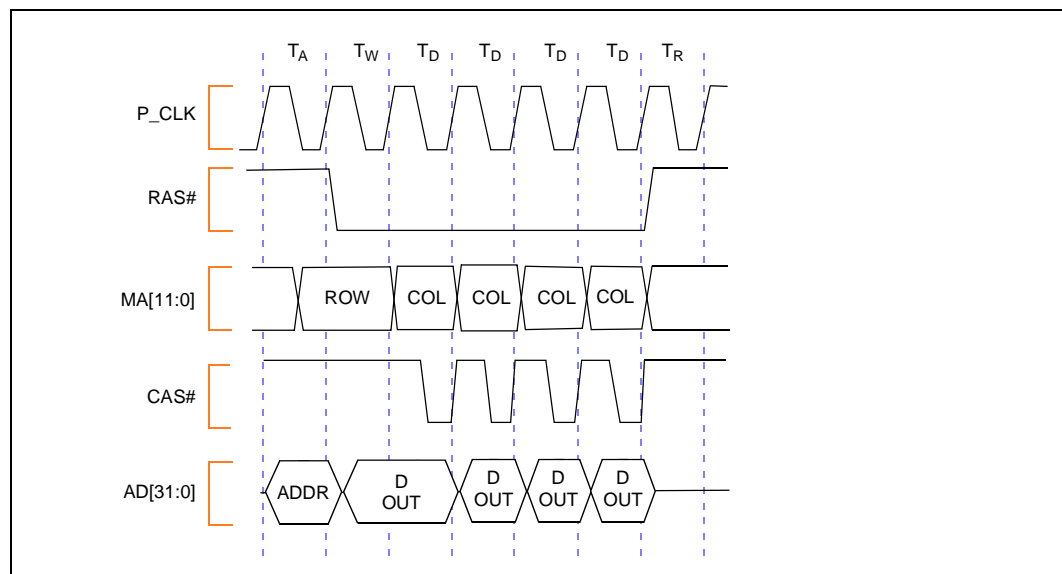 TA TW TD TD TD TD TR
P_CLK
RAS#
MA[11:0] ROW COL COL COL COL
CAS#
AD[31:0] ADDR D OUT D OUT D OUT D OUT